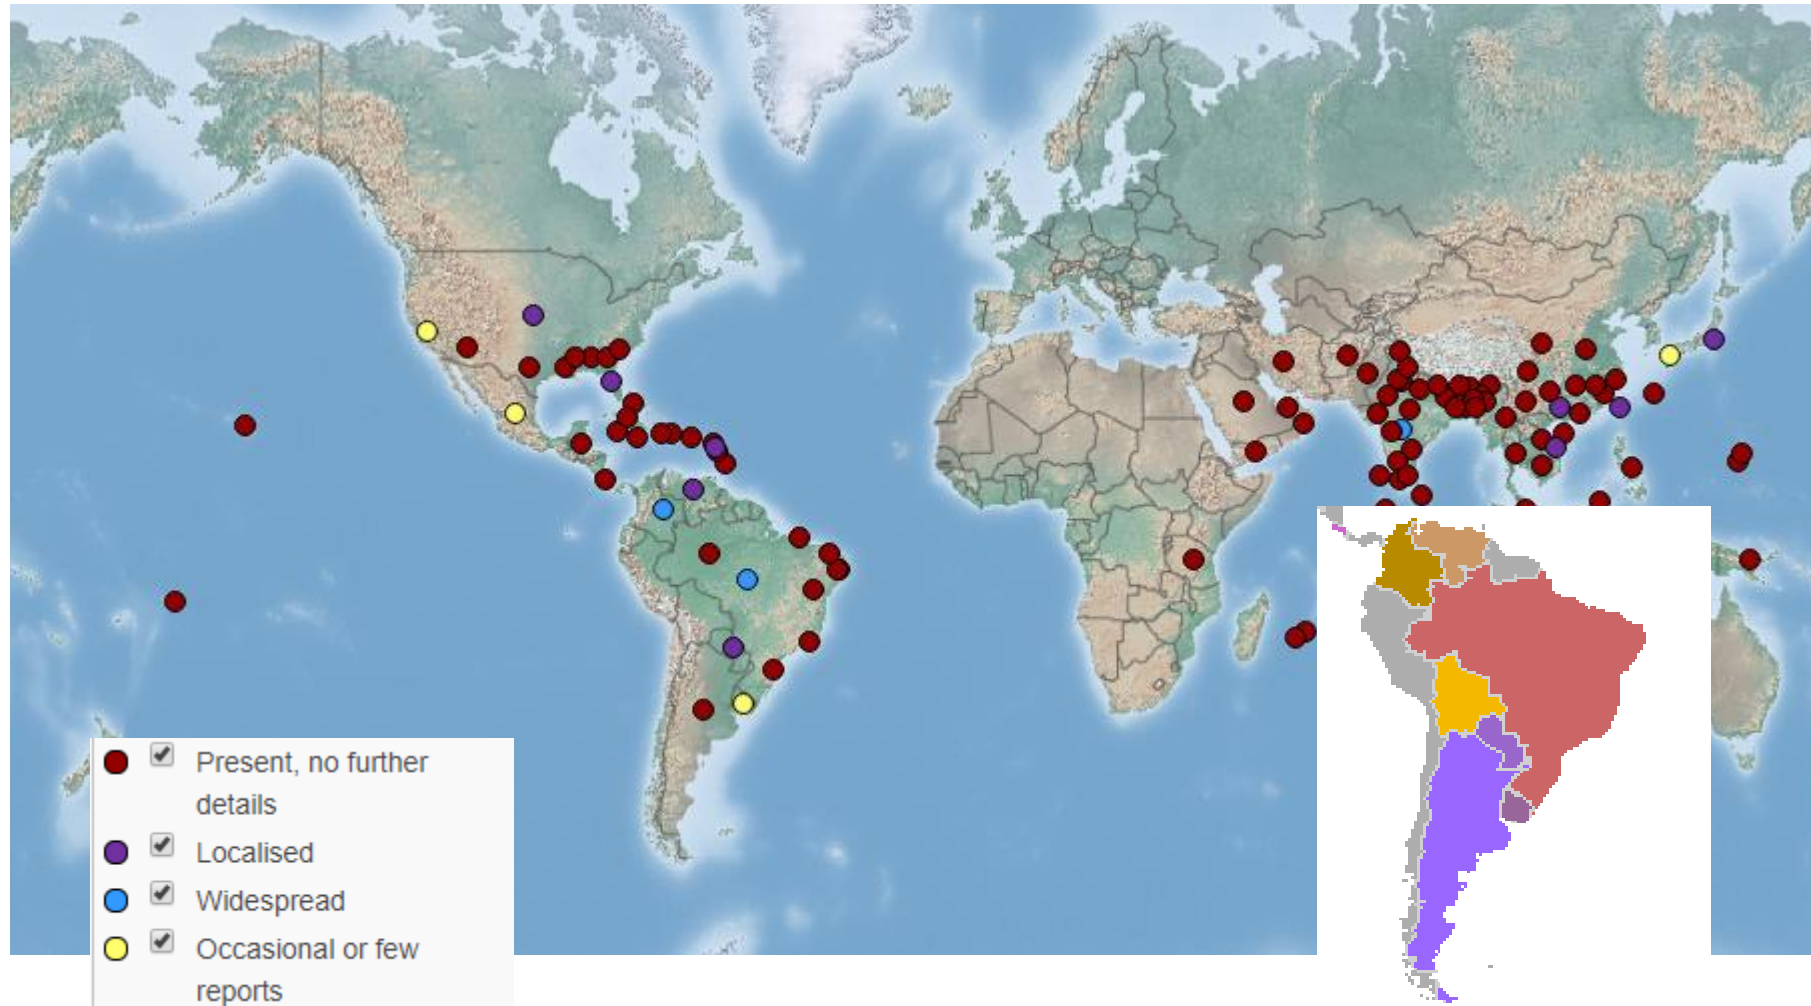 Present, no further
details
Localised
Widespread
Occasional or few
reports